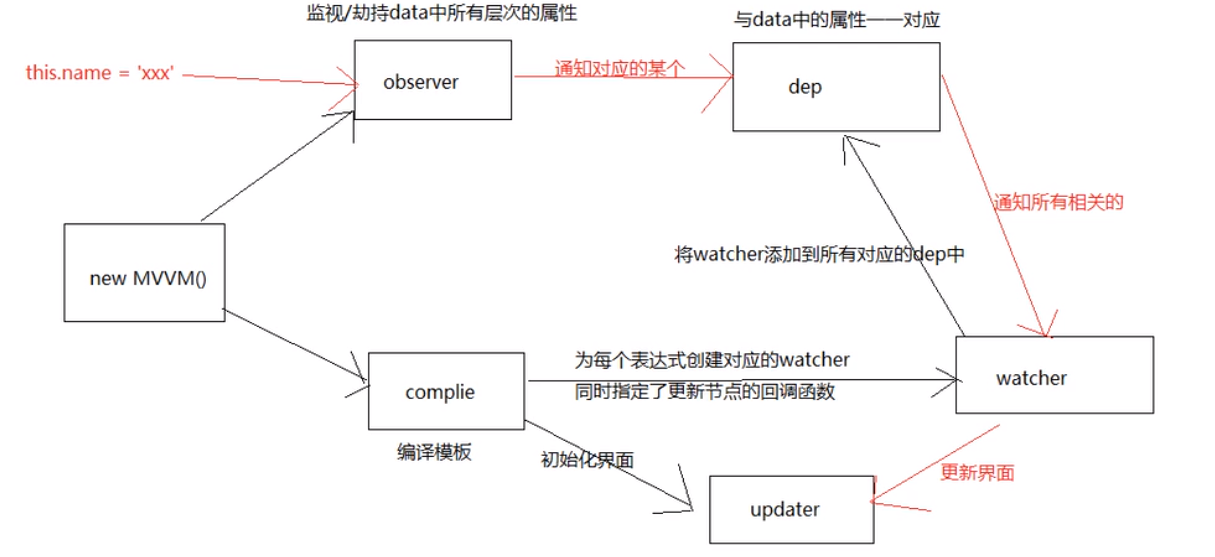 监视/劫持data中所有层次的属性
与data中的属性一一对应
this.name = 'xxx'
observer
通知对应的某个
dep
通知所有相关的
将watcher添加到所有对应的dep中
new MVVM()
为每个表达式创建对应的watcher
同时指定了更新节点的回调函数
complie
watcher
编译模板
初始化界面
更新界面
updater